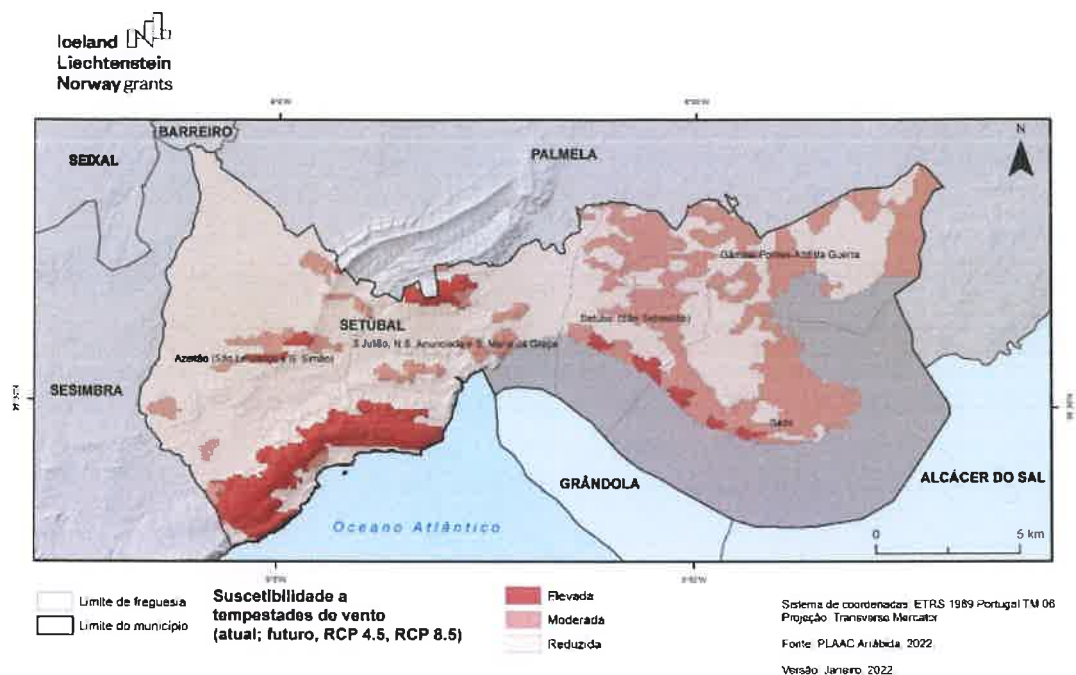 Iceland
Liechtenstein
Norway grants
BARREIRO
SEIXAL
PALMELA
N
Gâmbia-Pontes-Alto da Guerra
SETÚBAL
Setúbal (São Sebastião)
S. Julião, N.S. Anunciada e S. Maria da Graça
Azeitão (São Lourenço e S. Simão)
SESIMBRA
Sado
GRÂNDOLA
ALCÁCER DO SAL
Oceano Atlântico
0 5 km
Limite de freguesia
Limite do município
Suscetibilidade a
tempestades de vento
(atual; futuro, RCP 4.5, RCP 8.5)
Elevada
Moderada
Reduzida
Sistema de coordenadas: ETRS 1989 Portugal TM 06
Projeção: Transverse Mercator
Fonte: PLAAC Arrábida, 2022
Versão: Janeiro, 2022